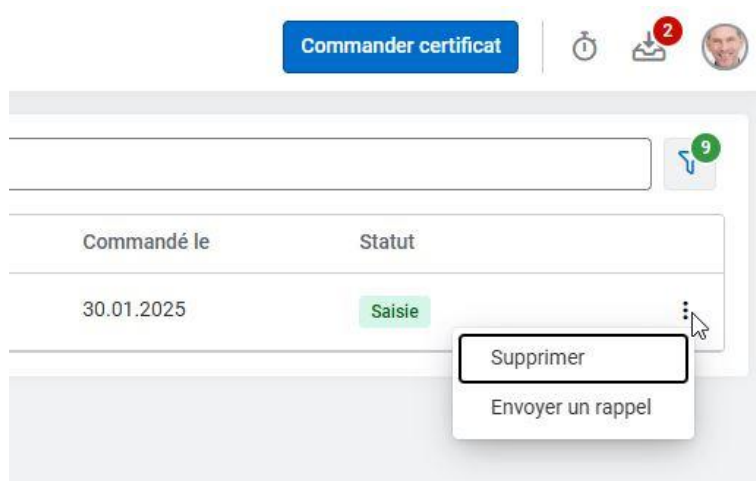 Commander certificat
2
9
Commandé le Statut
30.01.2025 Saisie
Supprimer
Envoyer un rappel